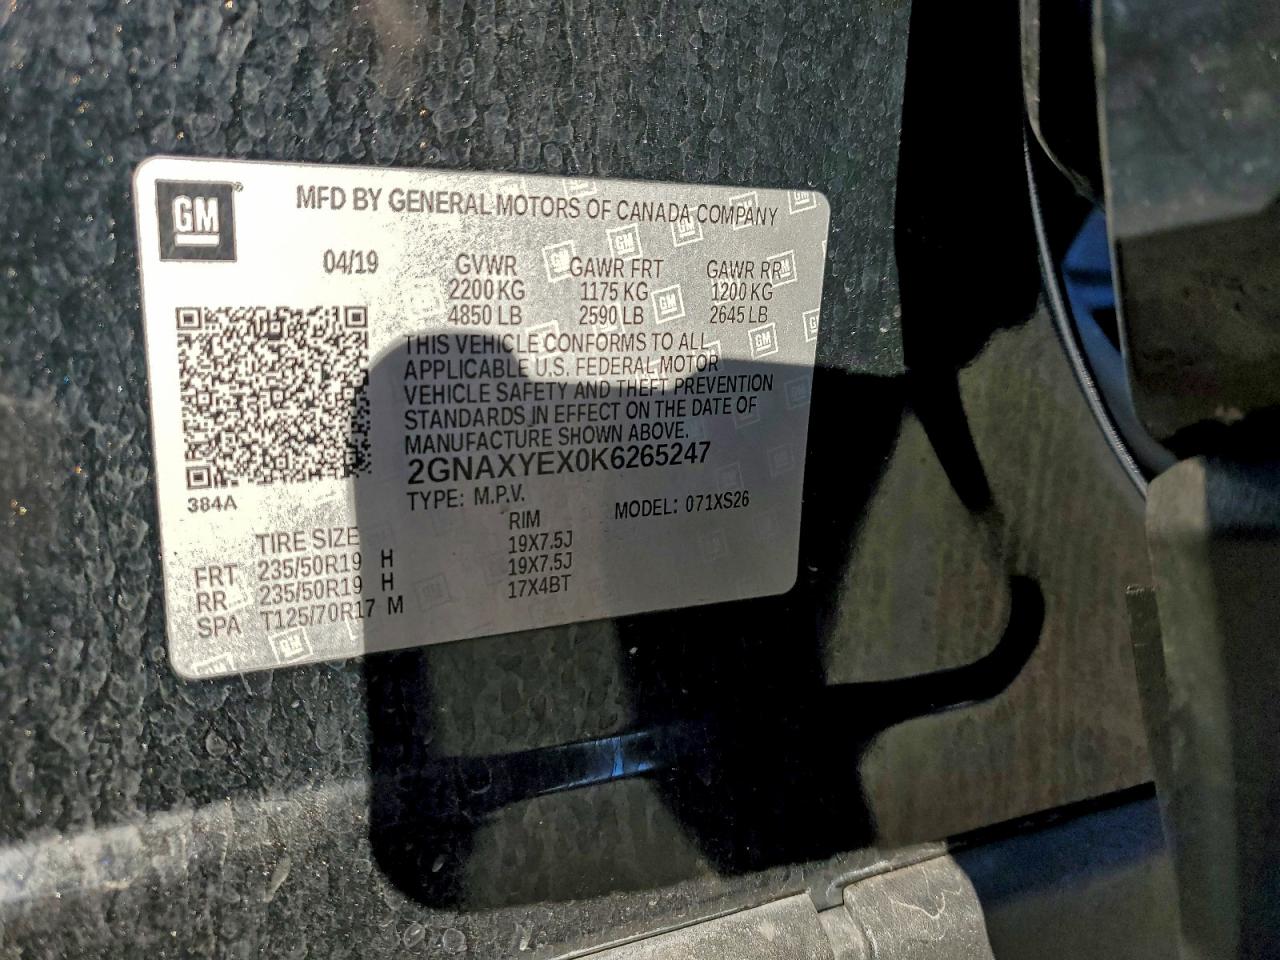 GM
MFD BY GENERAL MOTORS OF CANADA COMPANY
04/19 GVWR GAWR FRT GAWR RR
2200 KG 1175 KG 1200 KG
4850 LB 2590 LB 2645 LB
THIS VEHICLE CONFORMS TO ALL
APPLICABLE U.S. FEDERAL MOTOR
VEHICLE SAFETY AND THEFT PREVENTION
STANDARDS IN EFFECT ON THE DATE OF
MANUFACTURE SHOWN ABOVE.
2GNAXYEX0K6265247
384A TYPE: M.P.V. MODEL: 071XS26
TIRE SIZE RIM
FRT 235/50R19 H 19X7.5J
RR 235/50R19 H 19X7.5J
SPA T125/70R17 M 17X4BT